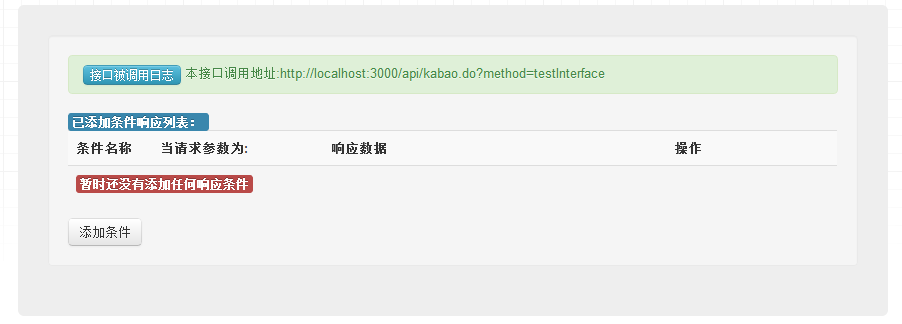 接口被调用日志 本接口调用地址:http://localhost:3000/api/kabao.do?method=testInterface
已添加条件响应列表：
条件名称 当请求参数为: 响应数据 操作
暂时还没有添加任何响应条件
添加条件